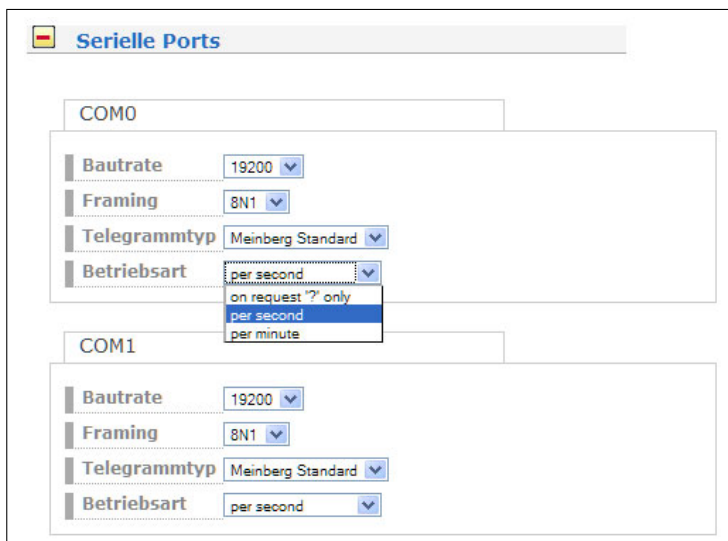 Serielle Ports
COM0
Bautrate 19200
Framing 8N1
Telegrammtyp Meinberg Standard
Betriebsart per second
on request '?' only
per second
per minute
COM1
Bautrate 19200
Framing 8N1
Telegrammtyp Meinberg Standard
Betriebsart per second